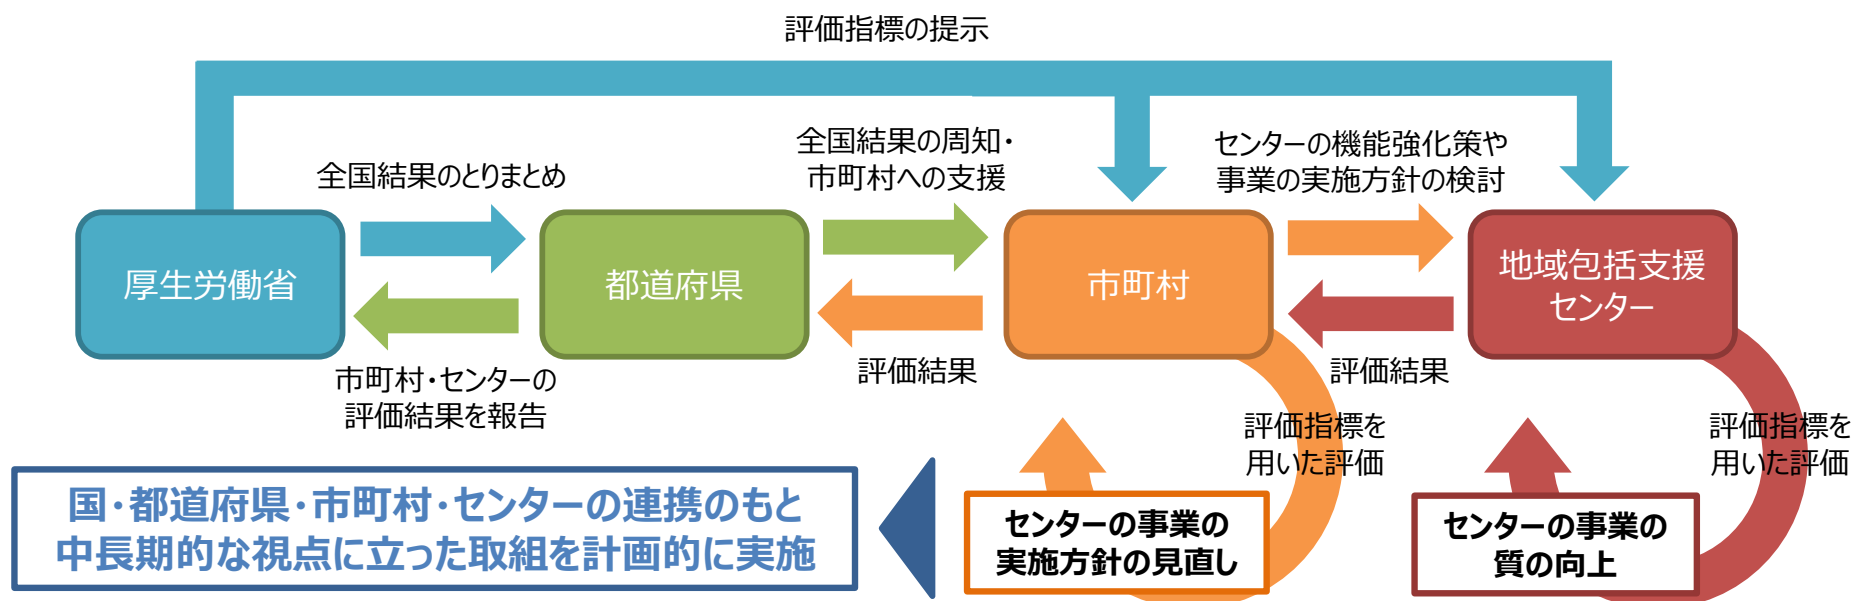 評価指標の提示
全国結果のとりまとめ
全国結果の周知・
市町村への支援
センターの機能強化策や
事業の実施方針の検討
厚生労働省
都道府県
市町村
地域包括支援
センター
市町村・センターの
評価結果を報告
評価結果
評価結果
評価指標を
用いた評価
評価指標を
用いた評価
国・都道府県・市町村・センターの連携のもと
中長期的な視点に立った取組を計画的に実施
センターの事業の
実施方針の見直し
センターの事業の
質の向上